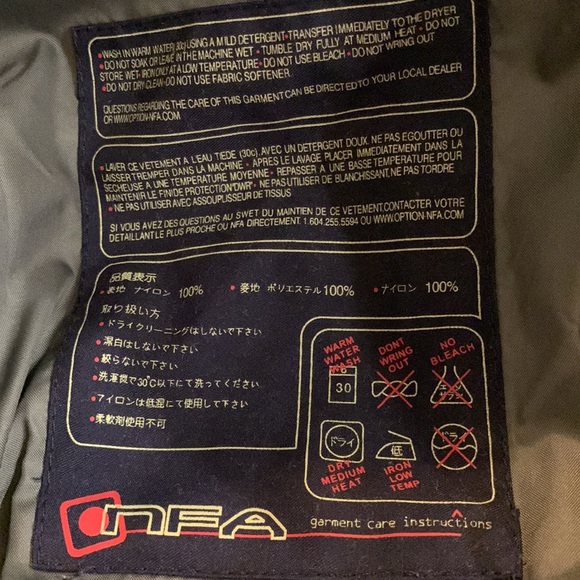 •WASH IN WARM WATER (30c) USING A MILD DETERGENT•TRANSFER IMMEDIATELY TO THE DRYER
•DO NOT SOAK OR LEAVE IN THE MACHINE WET • TUMBLE DRY FULLY AT MEDIUM HEAT • DO NOT WRING OUT
STORE WET• IRON ONLY AT A LOW TEMPERATURE • DO NOT USE BLEACH • DO NOT
•DO NOT DRY-CLEAN•DO NOT USE FABRIC SOFTENER
QUESTIONS REGARDING THE CARE OF THIS GARMENT CAN BE DIRECTED TO YOUR LOCAL DEALER
OR WWW.OPTION-NFA.COM
•LAVER CE VETEMENT A L'EAU TIEDE (30c) AVEC UN DETERGENT DOUX. NE PAS EGOUTTER OU
LAISSER TREMPER DANS LA MACHINE • APRES LE LAVAGE PLACER IMMEDIATEMENT DANS LA
SECHEUSE A UNE TEMPERATURE MOYENNE • REPASSER A UNE BASSE TEMPERATURE POUR
MAINTENIR LE FINI DE PROTECTION"DWR" • NE PAS UTILISER DE BLANCHISSANT. NE PAS TORDRE
• NE PAS UTILISER AVEC ASSOUPISSEUR DE TISSUS
SI VOUS AVEZ DES QUESTIONS AU SWET DU MAINTIEN DE CE VETEMENT CONTACTER VOTRE
DETAILLANT LE PLUS PROCHE OU NFA DIRECTEMENT. 1.604.255.5594 OU WWW.OPTION-NFA.COM
品質表示
•表地 ナイロン 100% • 裏地 ポリエステル 100% • ナイロン 100%
取り扱い方
•ドライクリーニングはしないで下さい
•漂白はしないで下さい
•絞らないで下さい
•洗濯機で30℃以下にて洗ってください
•アイロンは低温にて使用して下さい
•柔軟剤使用不可
WARM WATER WASH
DONT WRING OUT
NO BLEACH
30
ドライ
低
ドライ
DRY MEDIUM HEAT
IRON LOW TEMP
NFA
garment care instructions